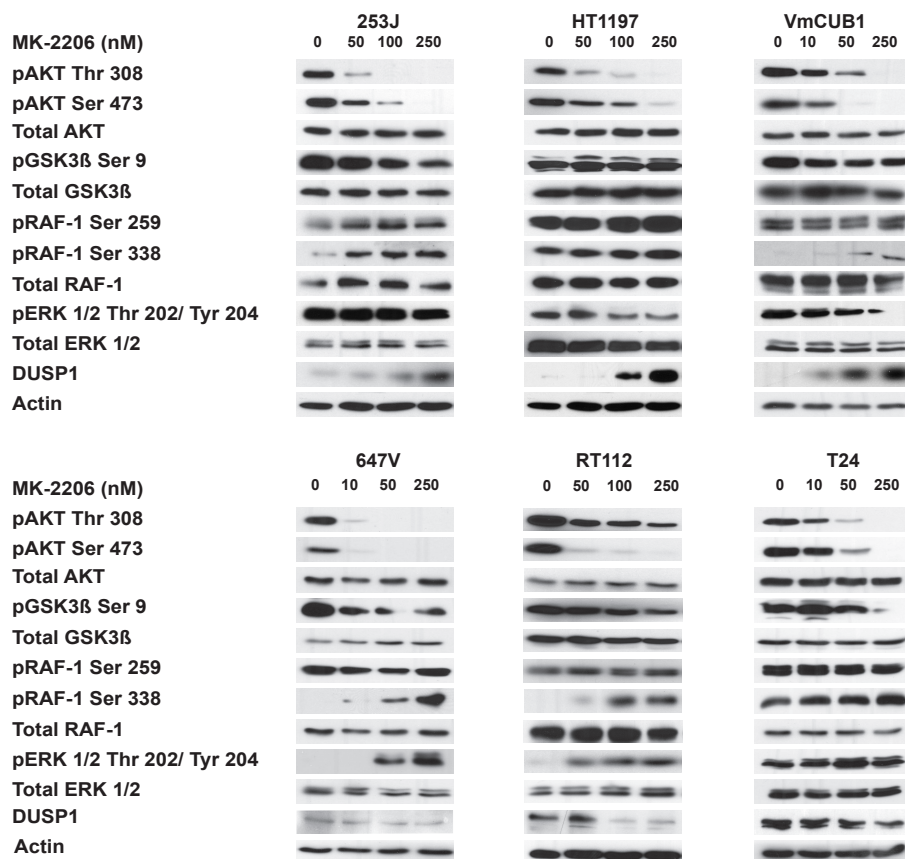 253J HT1197 VmCUB1
MK-2206 (nM) 0 50 100 250 0 50 100 250 0 10 50 250
pAKT Thr 308
pAKT Ser 473
Total AKT
pGSK3ß Ser 9
Total GSK3ß
pRAF-1 Ser 259
pRAF-1 Ser 338
Total RAF-1
pERK 1/2 Thr 202/ Tyr 204
Total ERK 1/2
DUSP1
Actin
647V RT112 T24
MK-2206 (nM) 0 10 50 250 0 50 100 250 0 10 50 250
pAKT Thr 308
pAKT Ser 473
Total AKT
pGSK3ß Ser 9
Total GSK3ß
pRAF-1 Ser 259
pRAF-1 Ser 338
Total RAF-1
pERK 1/2 Thr 202/ Tyr 204
Total ERK 1/2
DUSP1
Actin